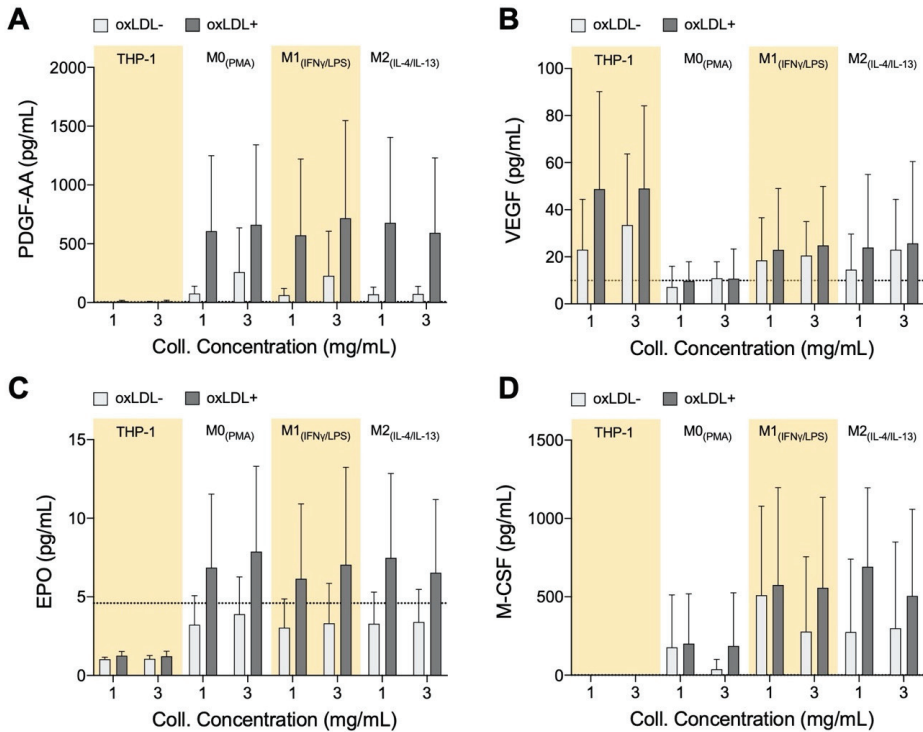 A
oxLDL- oxLDL+
THP-1 M0(PMA) M1(IFNγ/LPS) M2(IL-4/IL-13)
PDGF-AA (pg/mL)
2000
1500
1000
500
0
1 3 1 3 1 3 1 3
Coll. Concentration (mg/mL)
B
oxLDL- oxLDL+
THP-1 M0(PMA) M1(IFNγ/LPS) M2(IL-4/IL-13)
VEGF (pg/mL)
100
80
60
40
20
0
1 3 1 3 1 3 1 3
Coll. Concentration (mg/mL)
C
oxLDL- oxLDL+
THP-1 M0(PMA) M1(IFNγ/LPS) M2(IL-4/IL-13)
EPO (pg/mL)
15
10
5
0
1 3 1 3 1 3 1 3
Coll. Concentration (mg/mL)
D
oxLDL- oxLDL+
THP-1 M0(PMA) M1(IFNγ/LPS) M2(IL-4/IL-13)
M-CSF (pg/mL)
1500
1000
500
0
1 3 1 3 1 3 1 3
Coll. Concentration (mg/mL)